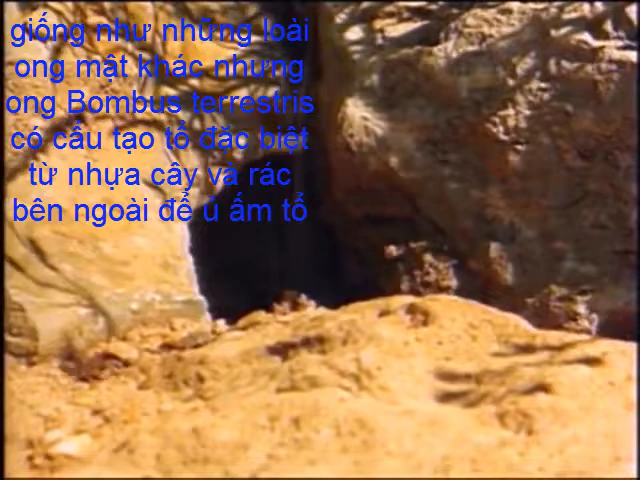 giống như những loài
ong mật khác nhưng
ong Bombus terrestris
có cấu tạo tổ đặc biệt
từ nhựa cây và rác
bên ngoài để ủ ấm tổ